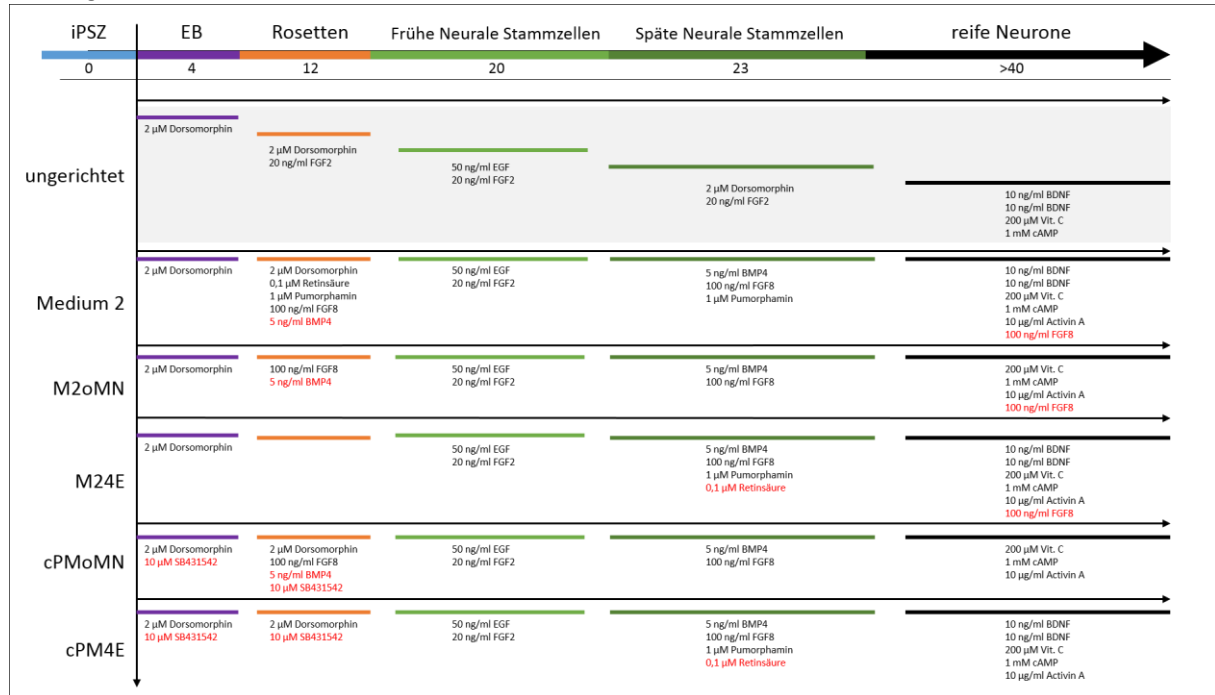 iPSZ
EB
Rosetten
Frühe Neurale Stammzellen
Späte Neurale Stammzellen
reife Neurone
0
4
12
20
23
>40
ungerichtet
2 µM Dorsomorphin
2 µM Dorsomorphin
20 ng/ml FGF2
50 ng/ml EGF
20 ng/ml FGF2
2 µM Dorsomorphin
20 ng/ml FGF2
10 ng/ml BDNF
10 ng/ml BDNF
200 µM Vit. C
1 mM cAMP
Medium 2
2 µM Dorsomorphin
2 µM Dorsomorphin
0,1 µM Retinsäure
1 µM Pumorphamin
100 ng/ml FGF8
5 ng/ml BMP4
50 ng/ml EGF
20 ng/ml FGF2
5 ng/ml BMP4
100 ng/ml FGF8
1 µM Pumorphamin
10 ng/ml BDNF
10 ng/ml BDNF
200 µM Vit. C
1 mM cAMP
10 µg/ml Activin A
100 ng/ml FGF8
M2oMN
2 µM Dorsomorphin
100 ng/ml FGF8
5 ng/ml BMP4
50 ng/ml EGF
20 ng/ml FGF2
5 ng/ml BMP4
100 ng/ml FGF8
200 µM Vit. C
1 mM cAMP
10 µg/ml Activin A
100 ng/ml FGF8
M24E
2 µM Dorsomorphin
50 ng/ml EGF
20 ng/ml FGF2
5 ng/ml BMP4
100 ng/ml FGF8
1 µM Pumorphamin
0,1 µM Retinsäure
10 ng/ml BDNF
10 ng/ml BDNF
200 µM Vit. C
1 mM cAMP
10 µg/ml Activin A
100 ng/ml FGF8
cPMoMN
2 µM Dorsomorphin
10 µM SB431542
2 µM Dorsomorphin
100 ng/ml FGF8
5 ng/ml BMP4
10 µM SB431542
50 ng/ml EGF
20 ng/ml FGF2
5 ng/ml BMP4
100 ng/ml FGF8
200 µM Vit. C
1 mM cAMP
10 µg/ml Activin A
cPM4E
2 µM Dorsomorphin
10 µM SB431542
2 µM Dorsomorphin
10 µM SB431542
50 ng/ml EGF
20 ng/ml FGF2
5 ng/ml BMP4
100 ng/ml FGF8
1 µM Pumorphamin
0,1 µM Retinsäure
10 ng/ml BDNF
10 ng/ml BDNF
200 µM Vit. C
1 mM cAMP
10 µg/ml Activin A